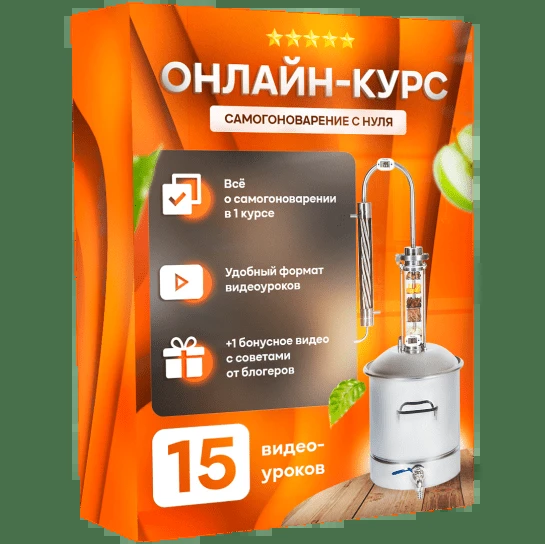 ОНЛАЙН-КУРС
САМОГОНОВАРЕНИЕ С НУЛЯ
Всё
о самогоноварении
в 1 курсе
Удобный формат
видеоуроков
+1 бонусное видео
с советами
от блогеров
15 видео-
уроков